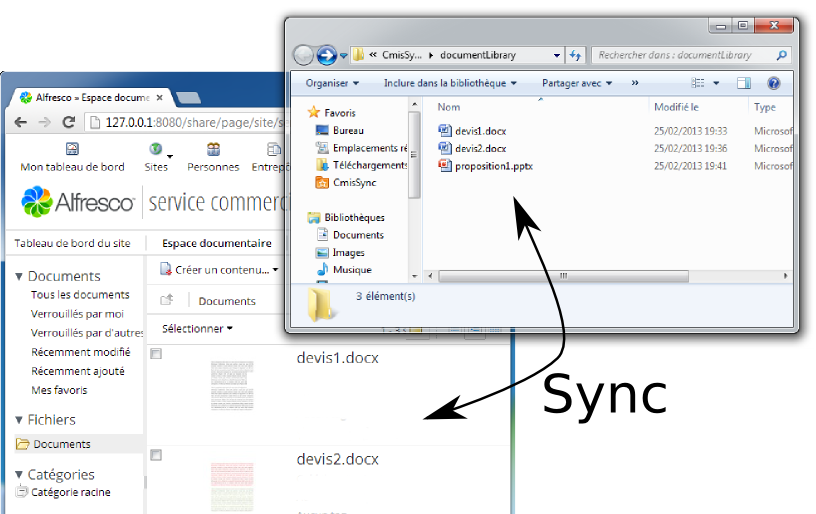 « CmisSy... ▸ documentLibrary
Rechercher dans : documentLibrary
Organiser
Inclure dans la bibliothèque
Partager avec
»
Favoris
Bureau
Emplacements ré
Téléchargements
CmisSync
Bibliothèques
Documents
Images
Musique
Nom Modifié le Type
devis1.docx 25/02/2013 19:33 Microsof
devis2.docx 25/02/2013 19:36 Microsof
proposition1.pptx 25/02/2013 19:41 Microsof
3 élément(s)
Alfresco » Espace docume
127.0.0.1:8080/share/page/site/se
Mon tableau de bord Sites Personnes Entrep
Alfresco service commerc
Tableau de bord du site Espace documentaire
Documents
Tous les documents
Verrouillés par moi
Verrouillés par d'autres
Récemment modifié
Récemment ajouté
Mes favoris
Fichiers
Documents
Catégories
Catégorie racine
Créer un contenu...
Documents
Sélectionner
devis1.docx
devis2.docx
Sync